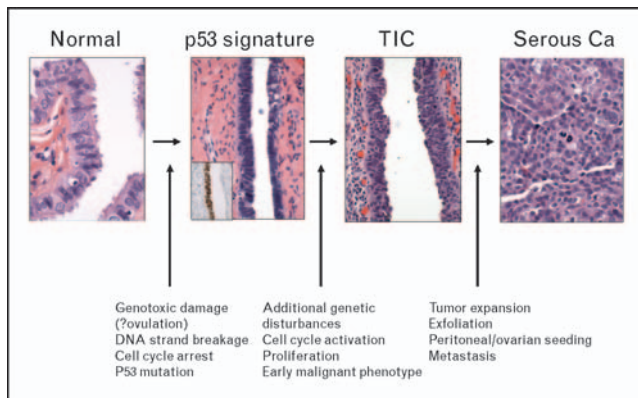 Normal
p53 signature
TIC
Serous Ca
Genotoxic damage
(?ovulation)
DNA strand breakage
Cell cycle arrest
P53 mutation
Additional genetic
disturbances
Cell cycle activation
Proliferation
Early malignant phenotype
Tumor expansion
Exfoliation
Peritoneal/ovarian seeding
Metastasis